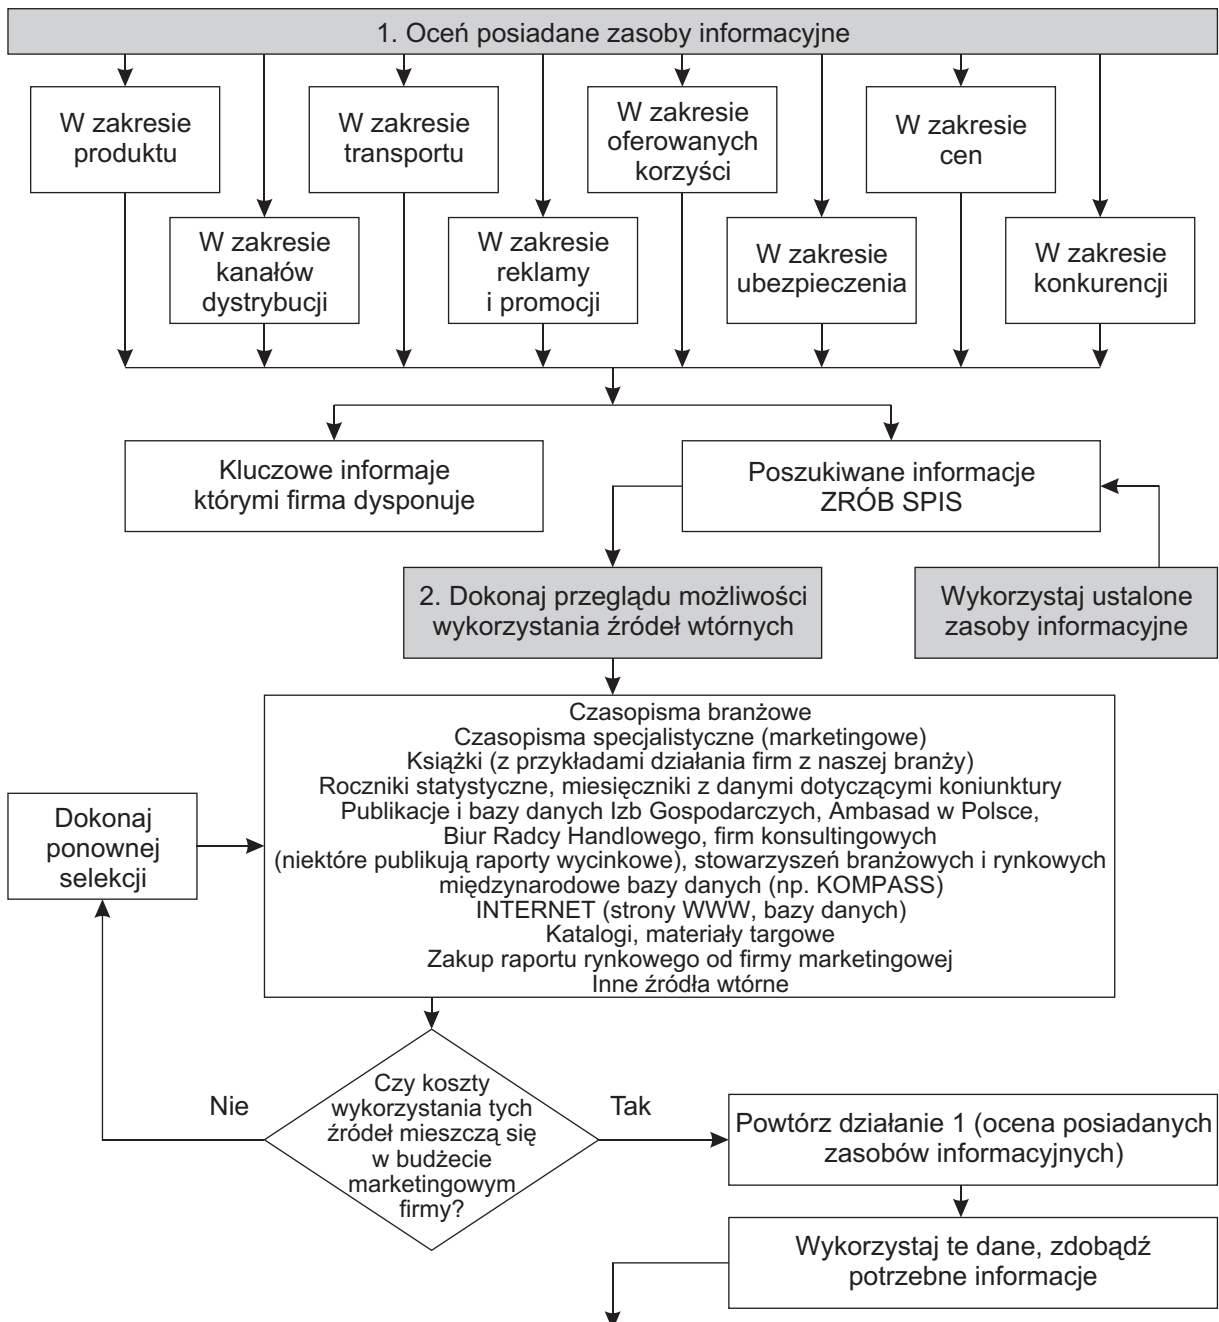 1. Oceń posiadane zasoby informacyjne
W zakresie
produktu
W zakresie
transportu
W zakresie
oferowanych
korzyści
W zakresie
cen
W zakresie
kanałów
dystrybucji
W zakresie
reklamy
i promocji
W zakresie
ubezpieczenia
W zakresie
konkurencji
Kluczowe informaje
którymi firma dysponuje
Poszukiwane informacje
ZRÓB SPIS
2. Dokonaj przeglądu możliwości
wykorzystania źródeł wtórnych
Wykorzystaj ustalone
zasoby informacyjne
Czasopisma branżowe
Czasopisma specjalistyczne (marketingowe)
Książki (z przykładami działania firm z naszej branży)
Roczniki statystyczne, miesięczniki z danymi dotyczącymi koniunktury
Publikacje i bazy danych Izb Gospodarczych, Ambasad w Polsce,
Biur Radcy Handlowego, firm konsultingowych
(niektóre publikują raporty wycinkowe), stowarzyszeń branżowych i rynkowych
międzynarodowe bazy danych (np. KOMPASS)
INTERNET (strony WWW, bazy danych)
Katalogi, materiały targowe
Zakup raportu rynkowego od firmy marketingowej
Inne źródła wtórne
Dokonaj
ponownej
selekcji
Czy koszty
wykorzystania tych
źródeł mieszczą się
w budżecie
marketingowym
firmy?
Nie
Tak
Powtórz działanie 1 (ocena posiadanych
zasobów informacyjnych)
Wykorzystaj te dane, zdobądź
potrzebne informacje